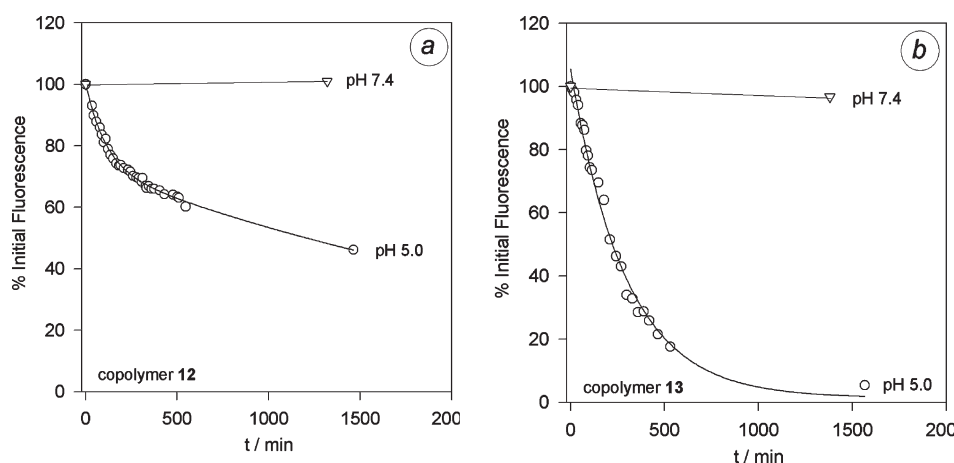 a
120
100
80
60
40
20
0
% Initial Fluorescence
pH 7.4
pH 5.0
copolymer 12
0 500 1000 1500 200
t / min
b
120
100
80
60
40
20
0
% Initial Fluorescence
pH 7.4
pH 5.0
copolymer 13
0 500 1000 1500 200
t / min